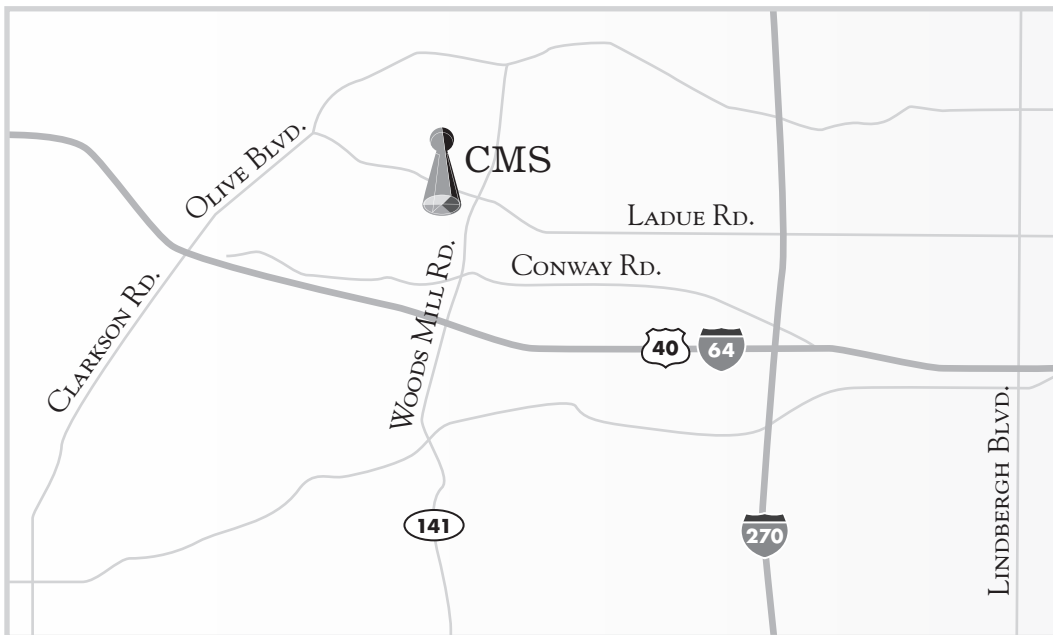 OLIVE BLVD.
CMS
LADUE RD.
CONWAY RD.
CLARKSON RD.
WOODS MILL RD.
40
64
LINDBERGH BLVD.
141
270